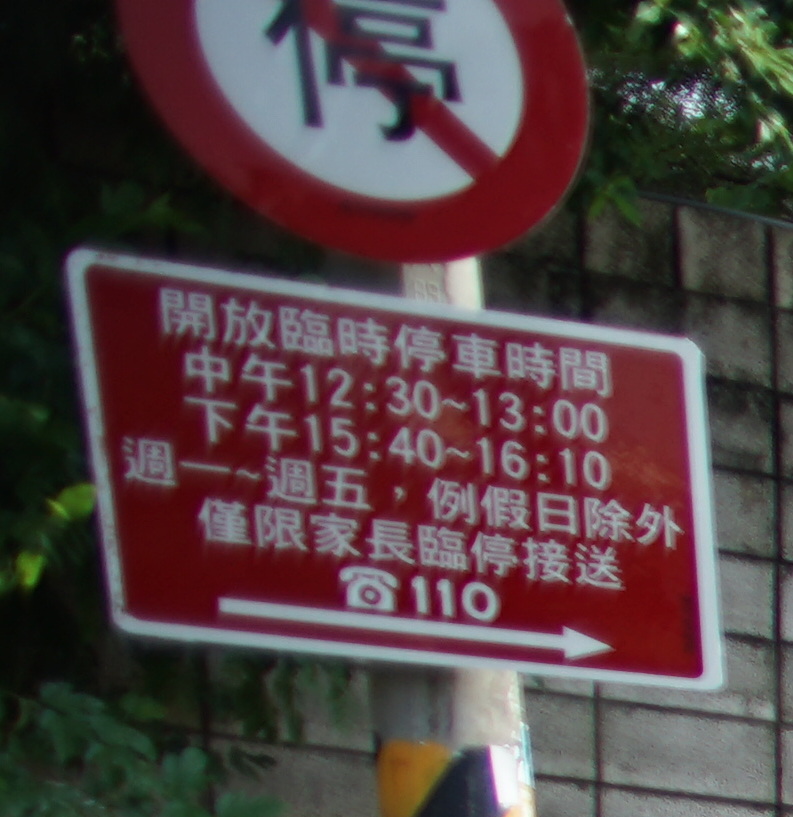 停
開放臨時停車時間
中午12:30~13:00
下午15:40~16:10
週一~週五，例假日除外
僅限家長臨停接送
☎110